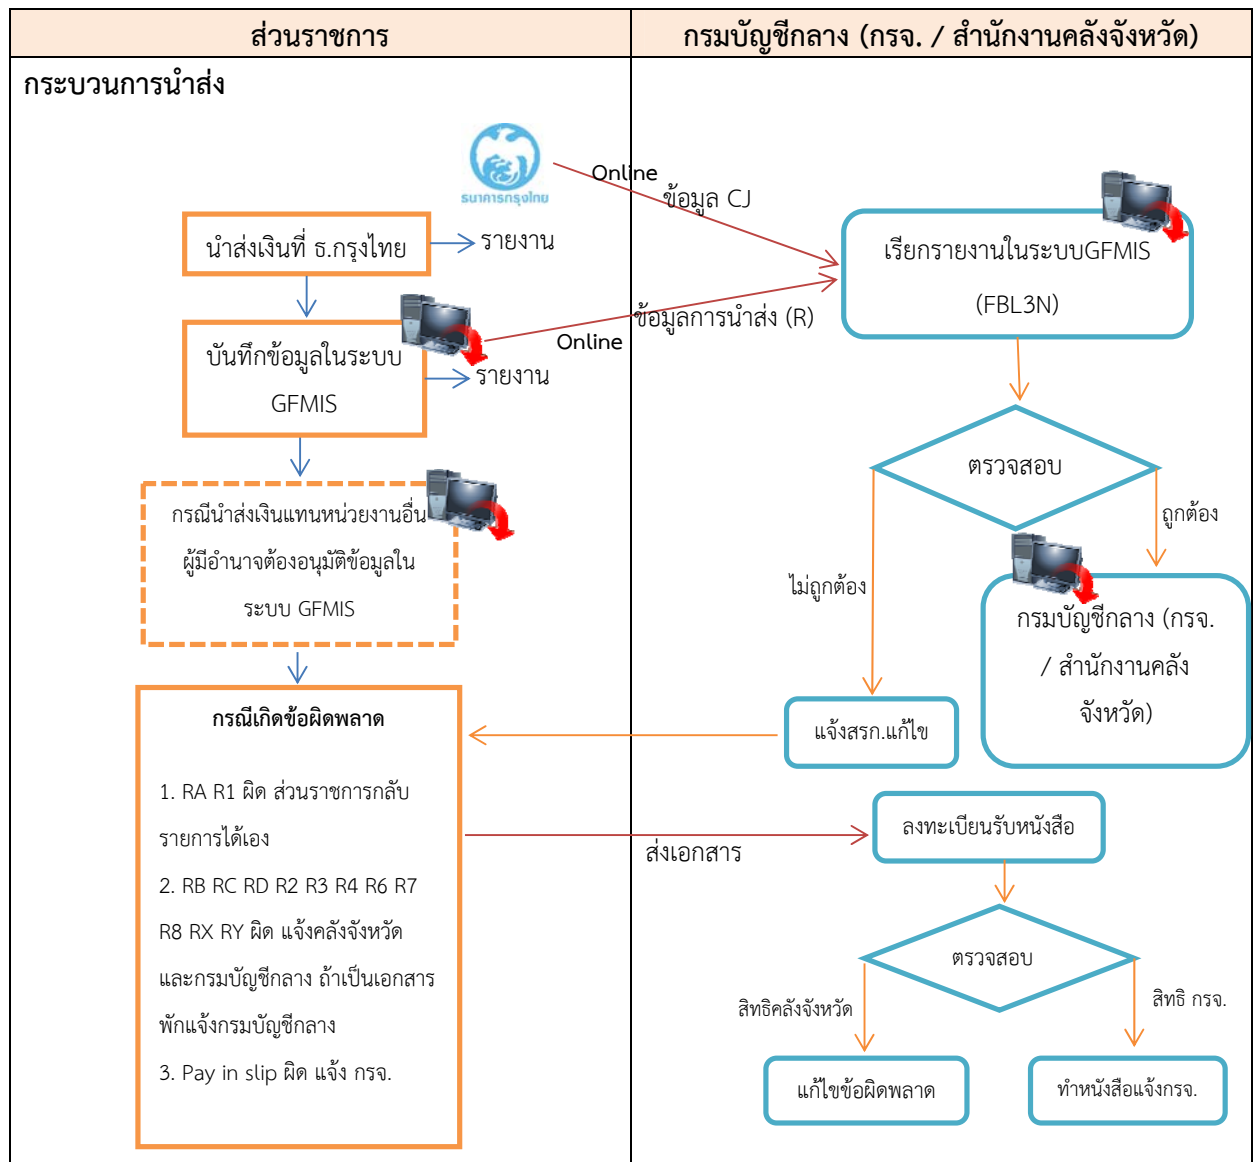 ส่วนราชการ
กรมบัญชีกลาง (กรจ. / สำนักงานคลังจังหวัด)
กระบวนการนำส่ง
ธนาคารกรุงไทย
Online
ข้อมูล CJ
นำส่งเงินที่ ธ.กรุงไทย
รายงาน
เรียกรายงานในระบบGFMIS
(FBL3N)
ข้อมูลการนำส่ง (R)
Online
บันทึกข้อมูลในระบบ
GFMIS
รายงาน
ตรวจสอบ
ถูกต้อง
ไม่ถูกต้อง
กรณีนำส่งเงินแทนหน่วยงานอื่น
ผู้มีอำนาจต้องอนุมัติข้อมูลใน
ระบบ GFMIS
กรมบัญชีกลาง (กรจ.
/ สำนักงานคลัง
จังหวัด)
แจ้งสรก.แก้ไข
กรณีเกิดข้อผิดพลาด
1. RA R1 ผิด ส่วนราชการกลับ
รายการได้เอง
2. RB RC RD R2 R3 R4 R6 R7
R8 RX RY ผิด แจ้งคลังจังหวัด
และกรมบัญชีกลาง ถ้าเป็นเอกสาร
พักแจ้งกรมบัญชีกลาง
3. Pay in slip ผิด แจ้ง กรจ.
ส่งเอกสาร
ลงทะเบียนรับหนังสือ
ตรวจสอบ
สิทธิคลังจังหวัด
สิทธิ กรจ.
แก้ไขข้อผิดพลาด
ทำหนังสือแจ้งกรจ.